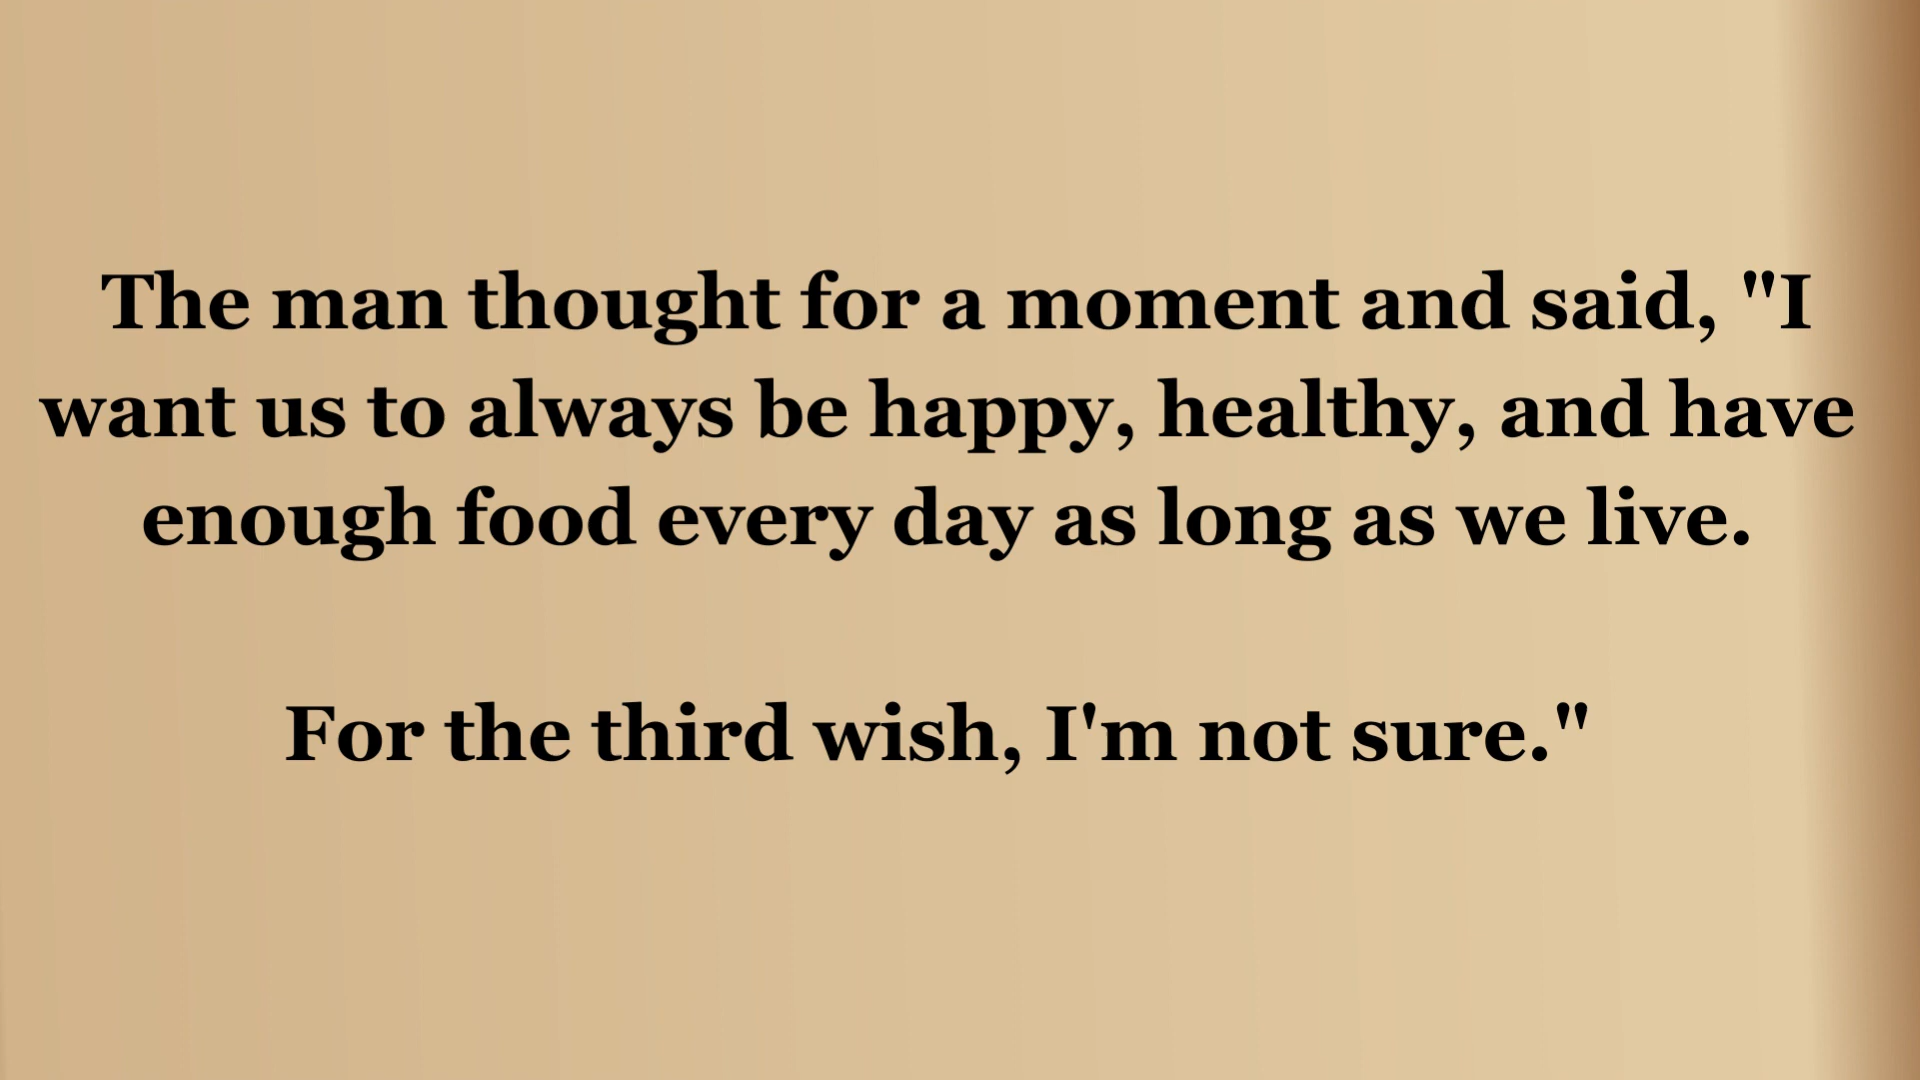 The man thought for a moment and said, "I
want us to always be happy, healthy, and have
enough food every day as long as we live.
For the third wish, I'm not sure."